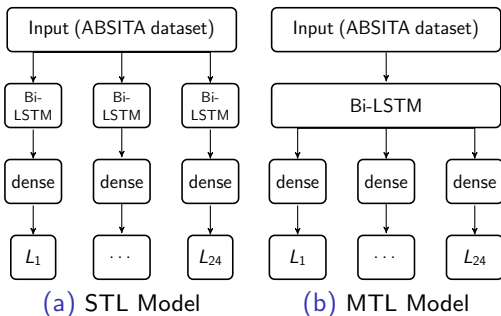 Input (ABSITA dataset)
Bi-
LSTM
Bi-
LSTM
Bi-
LSTM
dense
dense
dense
L1
...
L24
(a) STL Model
Input (ABSITA dataset)
Bi-LSTM
dense
dense
dense
L1
...
L24
(b) MTL Model